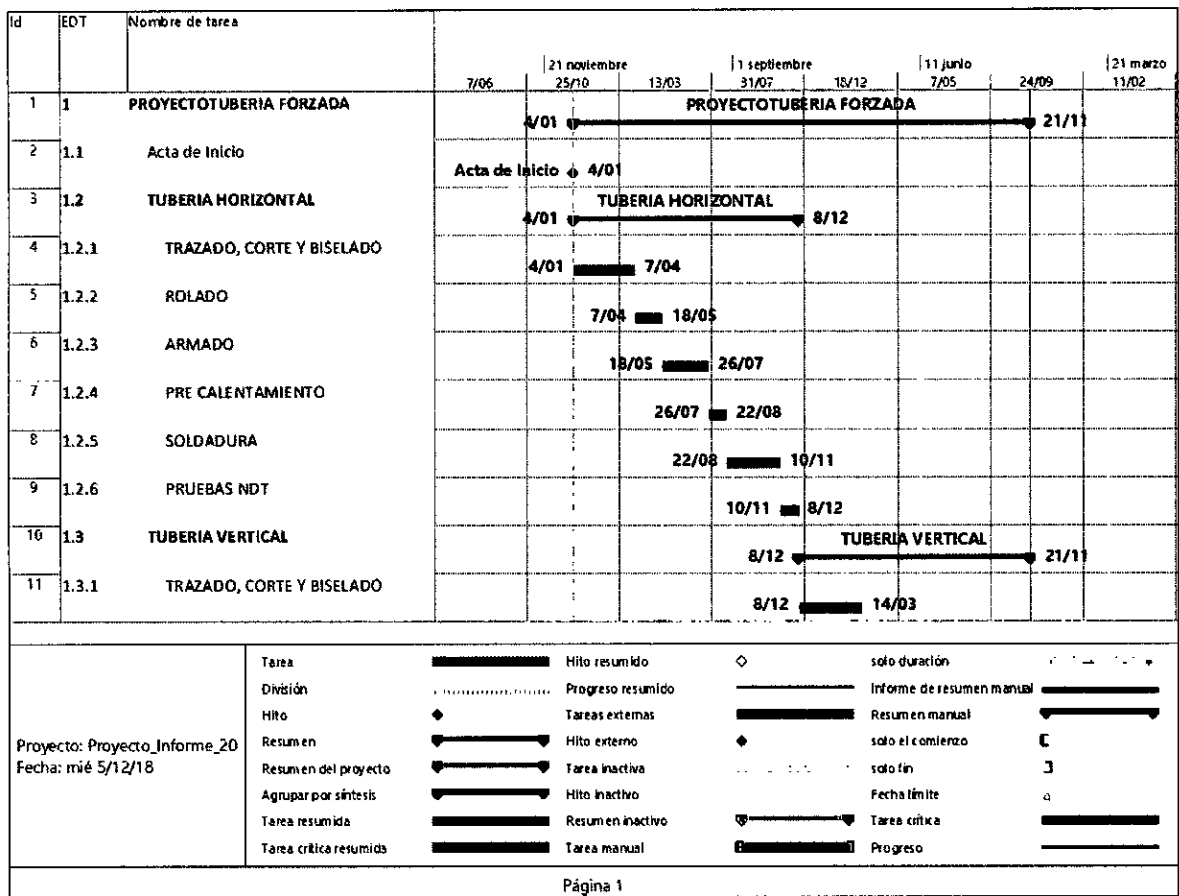 Id EDT Nombre de tarea
21 noviembre 1 septiembre 11 junio 21 marzo
7/06 25/10 13/03 31/07 18/12 7/05 24/09 11/02
1 1 PROYECTOTUBERIA FORZADA PROYECTOTUBERIA FORZADA
4/01 21/11
2 1.1 Acta de Inicio
Acta de Inicio 4/01
3 1.2 TUBERIA HORIZONTAL TUBERIA HORIZONTAL
4/01 8/12
4 1.2.1 TRAZADO, CORTE Y BISELADO
4/01 7/04
5 1.2.2 ROLADO
7/04 18/05
6 1.2.3 ARMADO
18/05 26/07
7 1.2.4 PRE CALENTAMIENTO
26/07 22/08
8 1.2.5 SOLDADURA
22/08 10/11
9 1.2.6 PRUEBAS NDT
10/11 8/12
10 1.3 TUBERIA VERTICAL TUBERIA VERTICAL
8/12 21/11
11 1.3.1 TRAZADO, CORTE Y BISELADO
8/12 14/03
Proyecto: Proyecto_Informe_20
Fecha: mié 5/12/18
Tarea Hito resumido solo duración
División Progreso resumido Informe de resumen manual
Hito Tareas externas Resumen manual
Resumen Hito externo solo el comienzo
Resumen del proyecto Tarea inactiva solo fin
Agrupar por síntesis Hito inactivo Fecha límite
Tarea resumida Resumen inactivo Tarea crítica
Tarea crítica resumida Tarea manual Progreso
Página 1